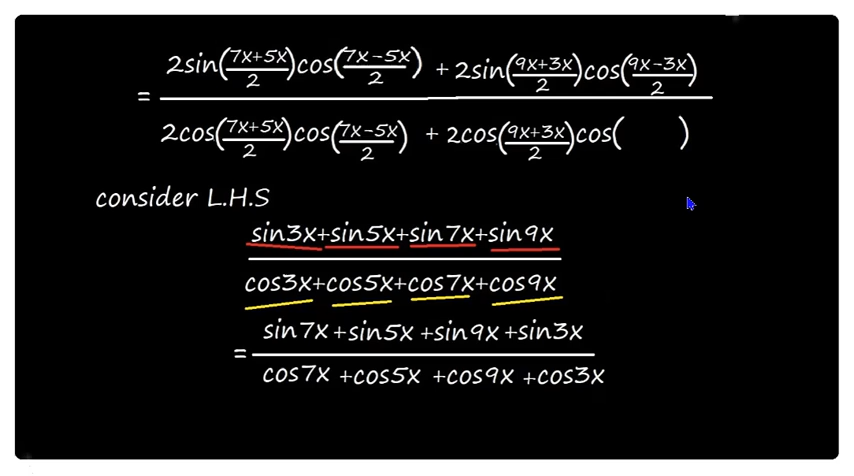 = (2sin((7x+5x)/2)cos((7x-5x)/2) + 2sin((9x+3x)/2)cos((9x-3x)/2)) / (2cos((7x+5x)/2)cos((7x-5x)/2) + 2cos((9x+3x)/2)cos( ))
consider L.H.S
(sin3x+sin5x+sin7x+sin9x) / (cos3x+cos5x+cos7x+cos9x)
= (sin7x+sin5x+sin9x+sin3x) / (cos7x+cos5x+cos9x+cos3x)